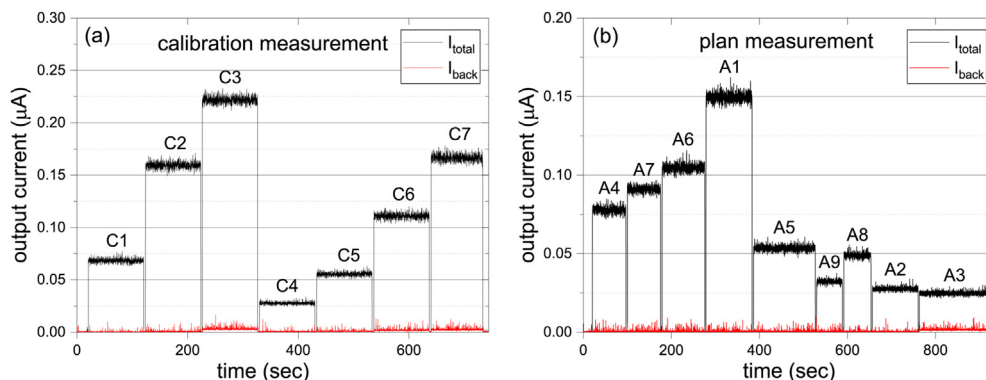 (a) calibration measurement
I_total
I_back
C1
C2
C3
C4
C5
C6
C7
0.30
0.25
0.20
0.15
0.10
0.05
0.00
output current (μA)
0 200 400 600
time (sec)
(b) plan measurement
I_total
I_back
A4
A7
A6
A1
A5
A9
A8
A2
A3
0.20
0.15
0.10
0.05
0.00
output current (μA)
0 200 400 600 800
time (sec)